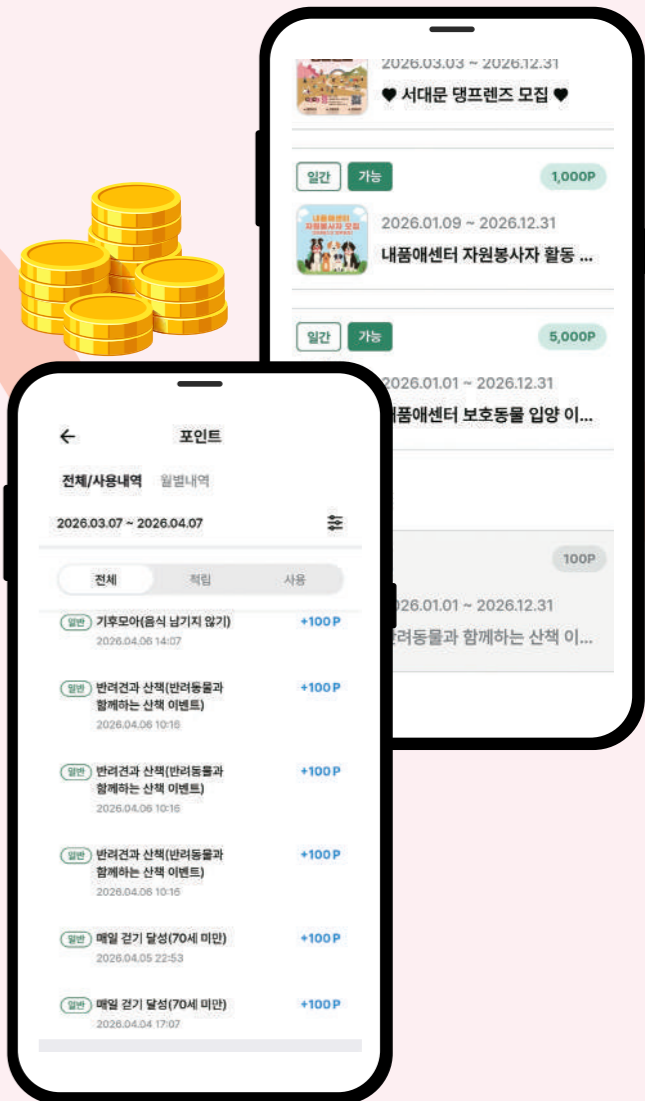 2026.03.03 ~ 2026.12.31
♥ 서대문 댕프렌즈 모집 ♥
일간 가능 1,000P
내품애센터
자원봉사자 모집
2026.01.09 ~ 2026.12.31
내품애센터 자원봉사자 활동 ...
일간 가능 5,000P
2026.01.01 ~ 2026.12.31
내품애센터 보호동물 입양 이...
100P
026.01.01 ~ 2026.12.31
반려동물과 함께하는 산책 이...
← 포인트
전체/사용내역 월별내역
2026.03.07 ~ 2026.04.07
전체 적립 사용
일반 기후모아(음식 남기지 않기) +100 P
2026.04.06 14:07
일반 반려견과 산책(반려동물과 +100 P
함께하는 산책 이벤트)
2026.04.06 10:16
일반 반려견과 산책(반려동물과 +100 P
함께하는 산책 이벤트)
2026.04.06 10:16
일반 반려견과 산책(반려동물과 +100 P
함께하는 산책 이벤트)
2026.04.06 10:16
일반 매일 걷기 달성(70세 미만) +100 P
2026.04.05 22:53
일반 매일 걷기 달성(70세 미만) +100 P
2026.04.04 17:07